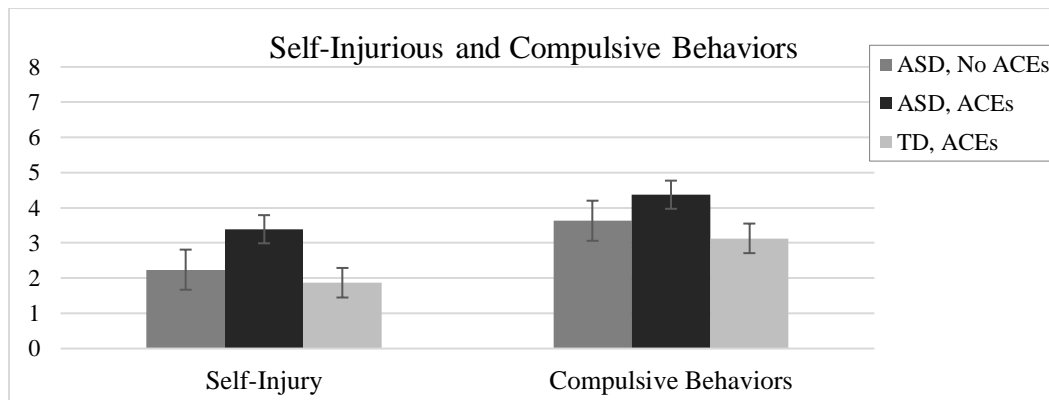 Self-Injurious and Compulsive Behaviors
8
7
6
5
4
3
2
1
0
ASD, No ACEs
ASD, ACEs
TD, ACEs
Self-Injury
Compulsive Behaviors